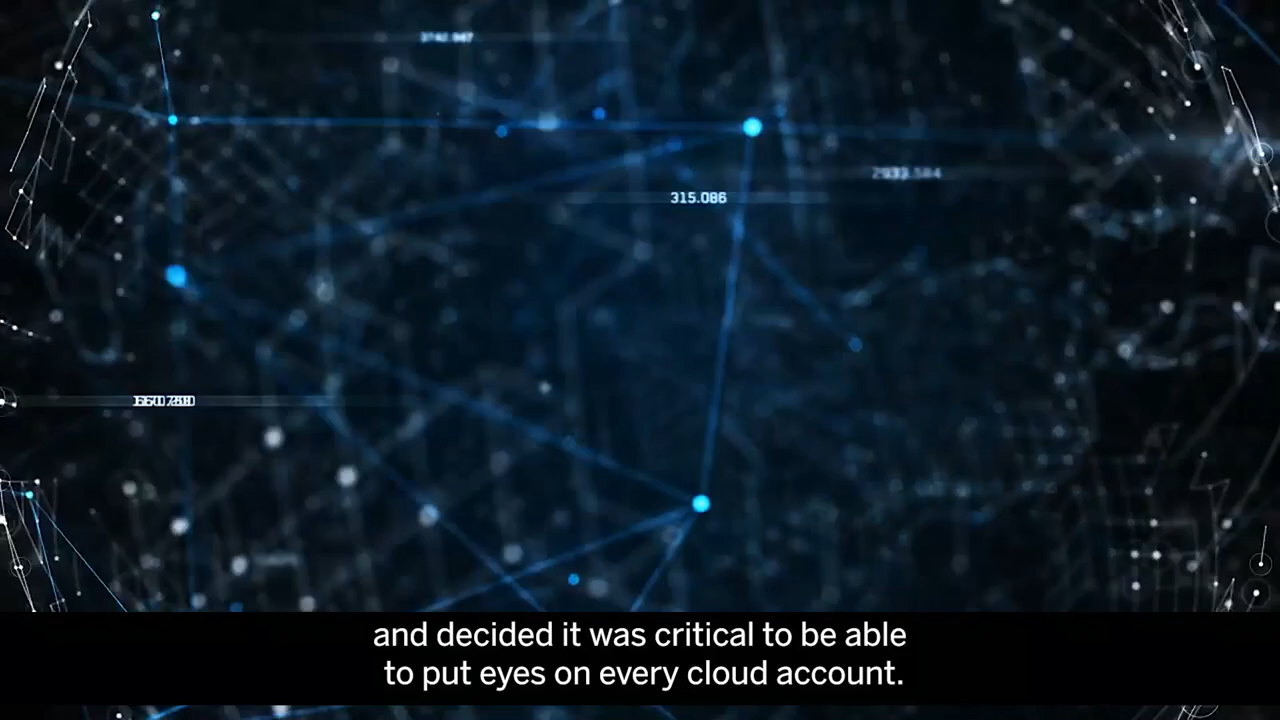 315.086
and decided it was critical to be able
to put eyes on every cloud account.